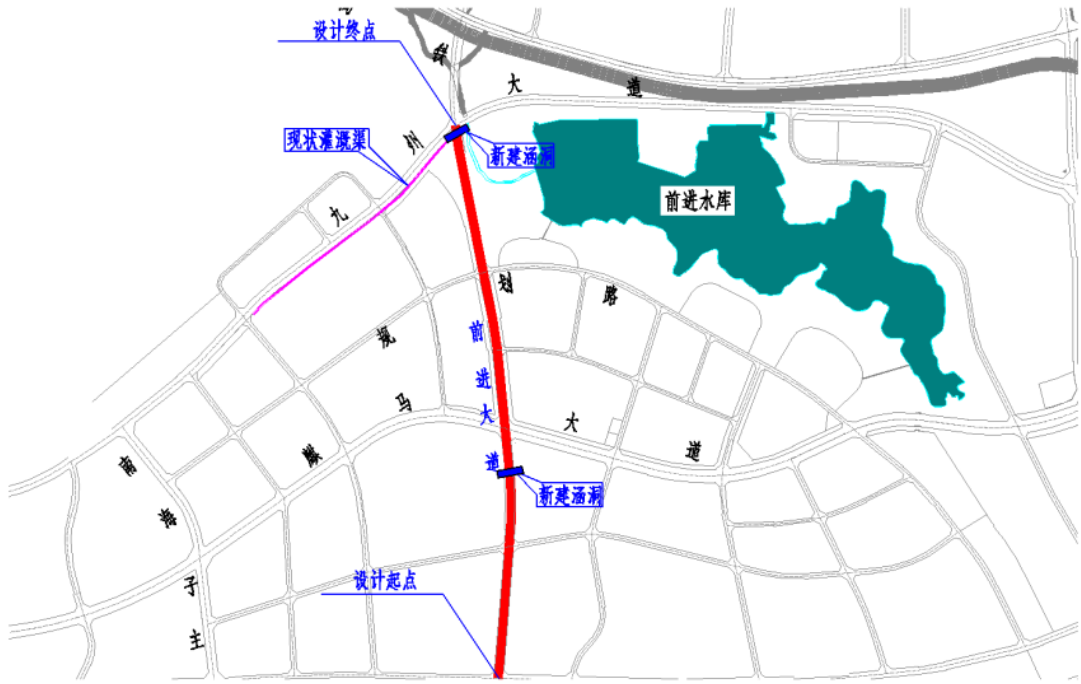 设计终点
九州大道
现状灌溉渠
新建涵洞
前进水库
规划路
前进大道
麒马大道
新建涵洞
南海子主
设计起点